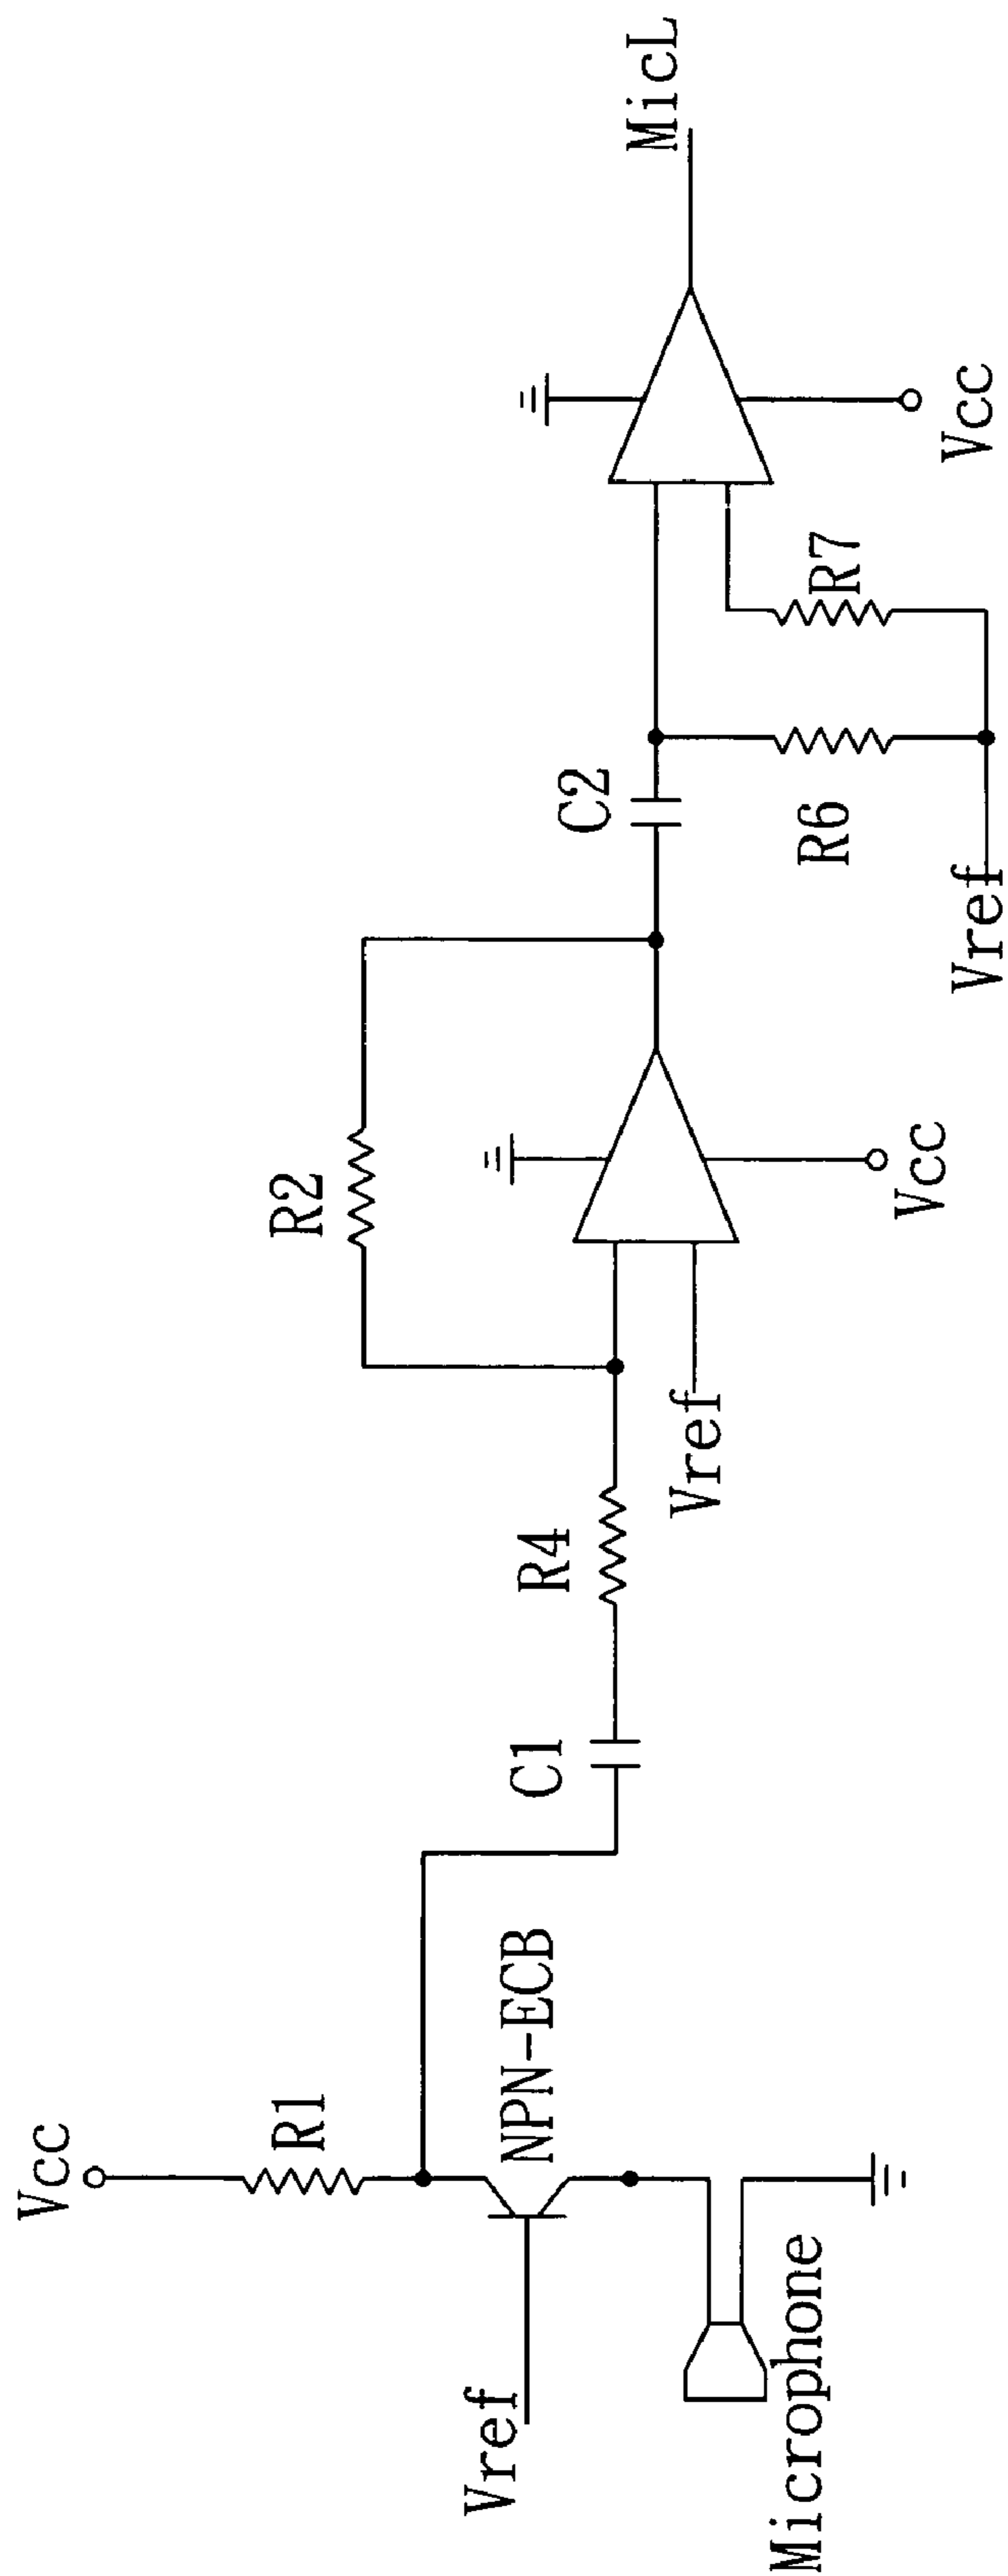 Vcc
R1
NPN-ECB
Vref
Microphone
C1
R4
R2
Vref
Vcc
C2
R6
R7
Vref
Vcc
MicL